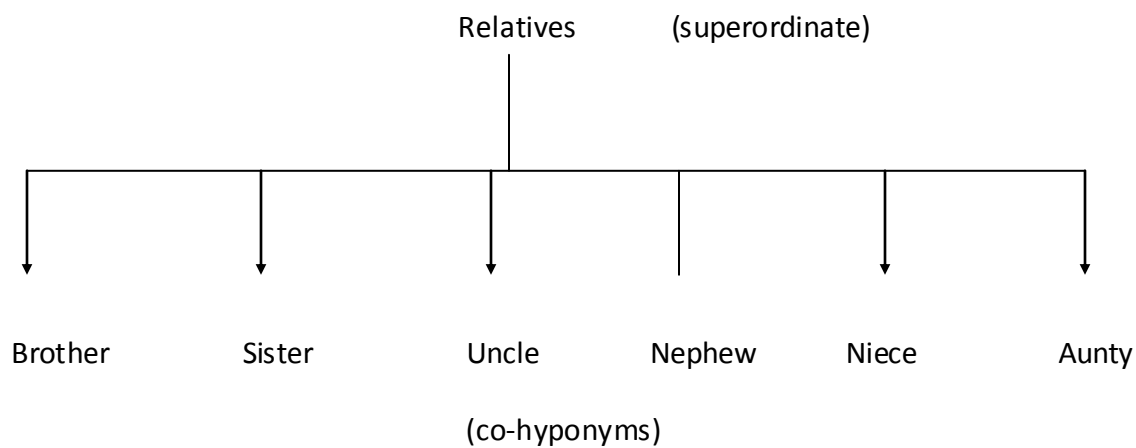 Relatives (superordinate)
Brother Sister Uncle Nephew Niece Aunty
(co-hyponyms)